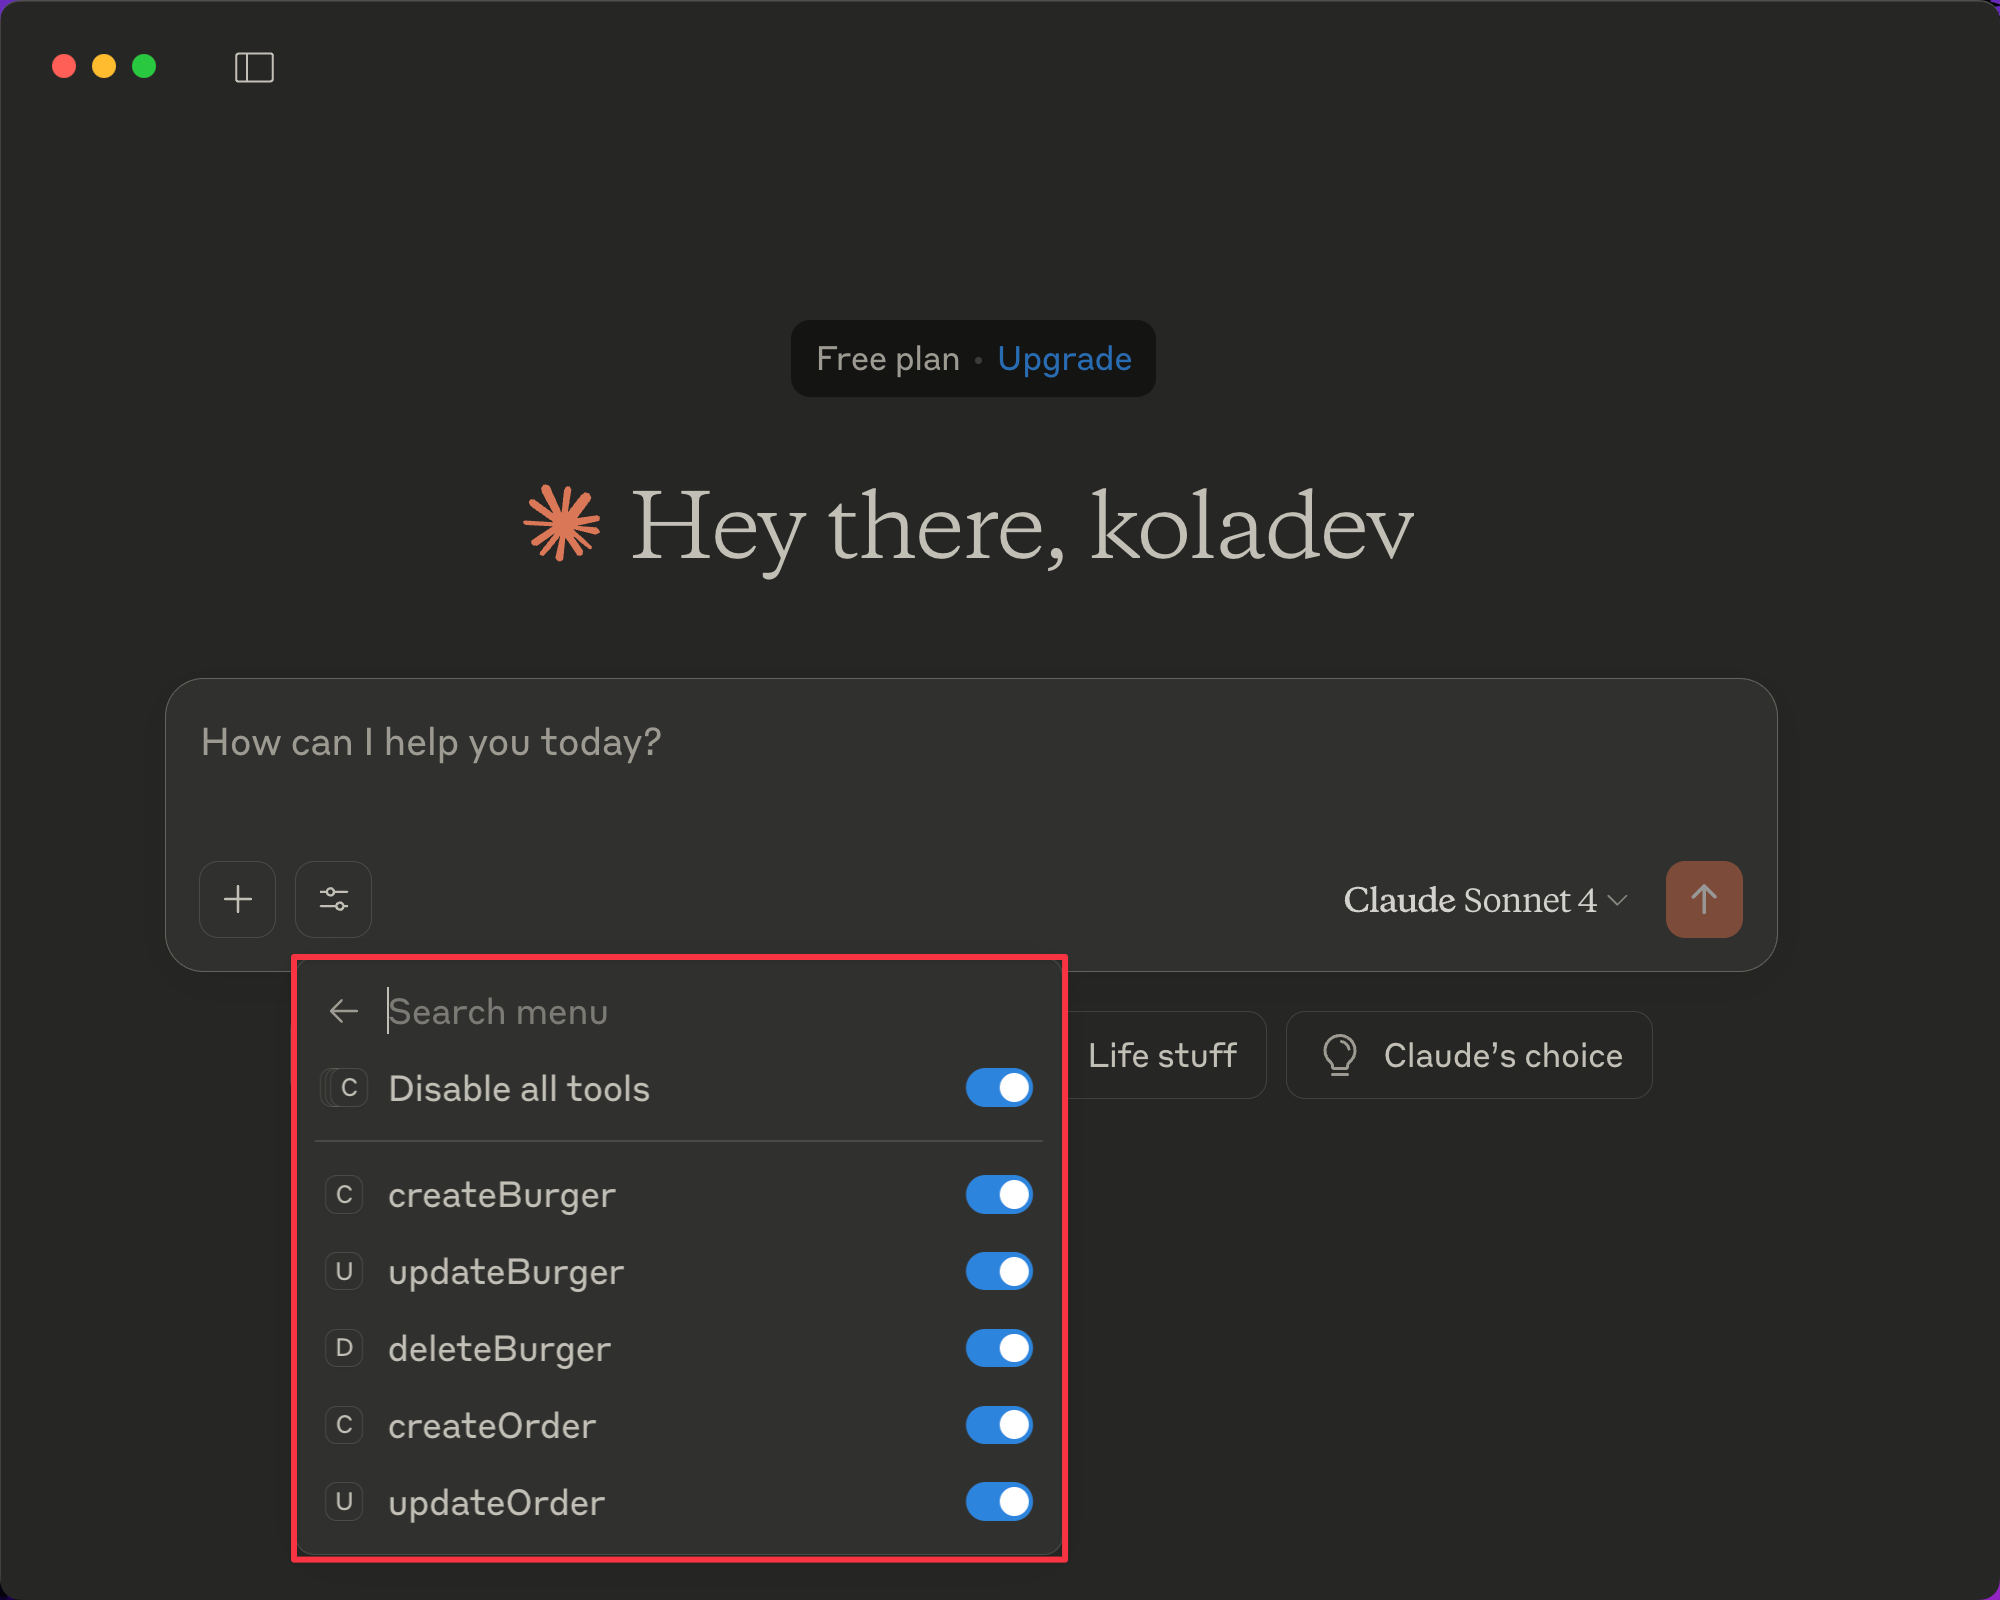 Free plan • Upgrade
Hey there, koladev
How can I help you today?
Claude Sonnet 4
Search menu
C Disable all tools
Life stuff
Claude’s choice
C createBurger
U updateBurger
D deleteBurger
C createOrder
U updateOrder